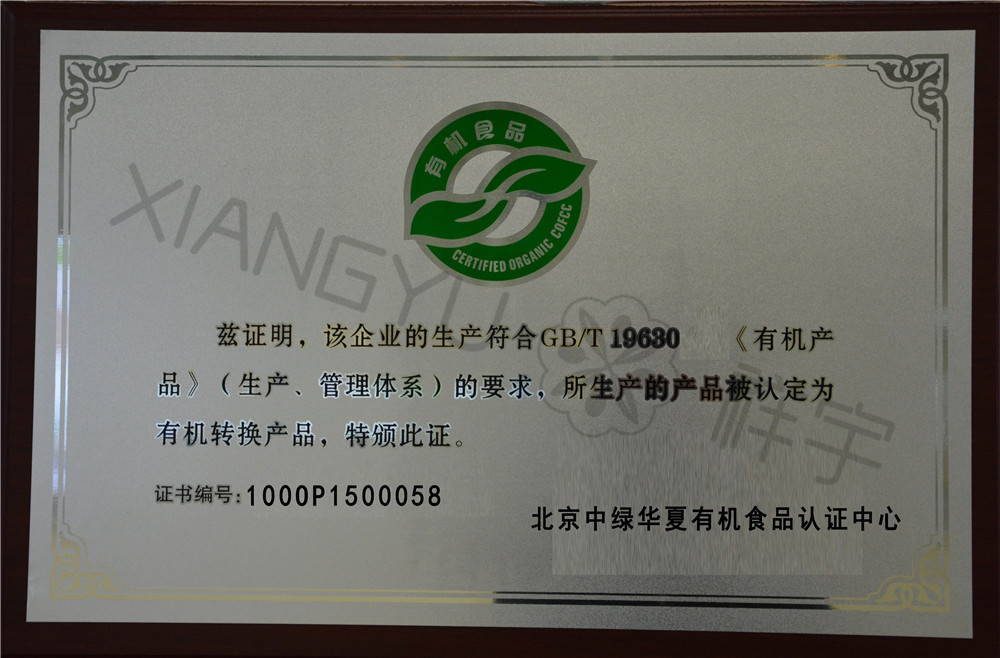 有机食品
CERTIFIED ORGANIC COFCC
XIANGYU 祥宇
兹证明，该企业的生产符合GB/T 19630 《有机产
品》（生产、管理体系）的要求，所生产的产品被认定为
有机转换产品，特颁此证。
证书编号:1000P1500058
北京中绿华夏有机食品认证中心